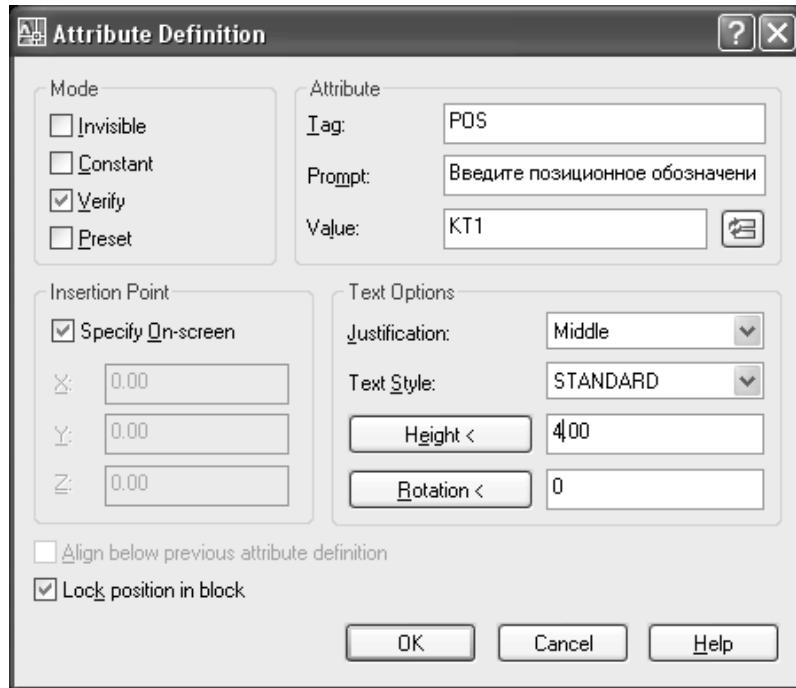 Attribute Definition
Mode
Invisible
Constant
Verify
Preset
Attribute
Tag: POS
Prompt: Введите позиционное обозначени
Value: KT1
Insertion Point
Specify On-screen
X: 0.00
Y: 0.00
Z: 0.00
Text Options
Justification: Middle
Text Style: STANDARD
Height < 4.00
Rotation < 0
Align below previous attribute definition
Lock position in block
OK Cancel Help